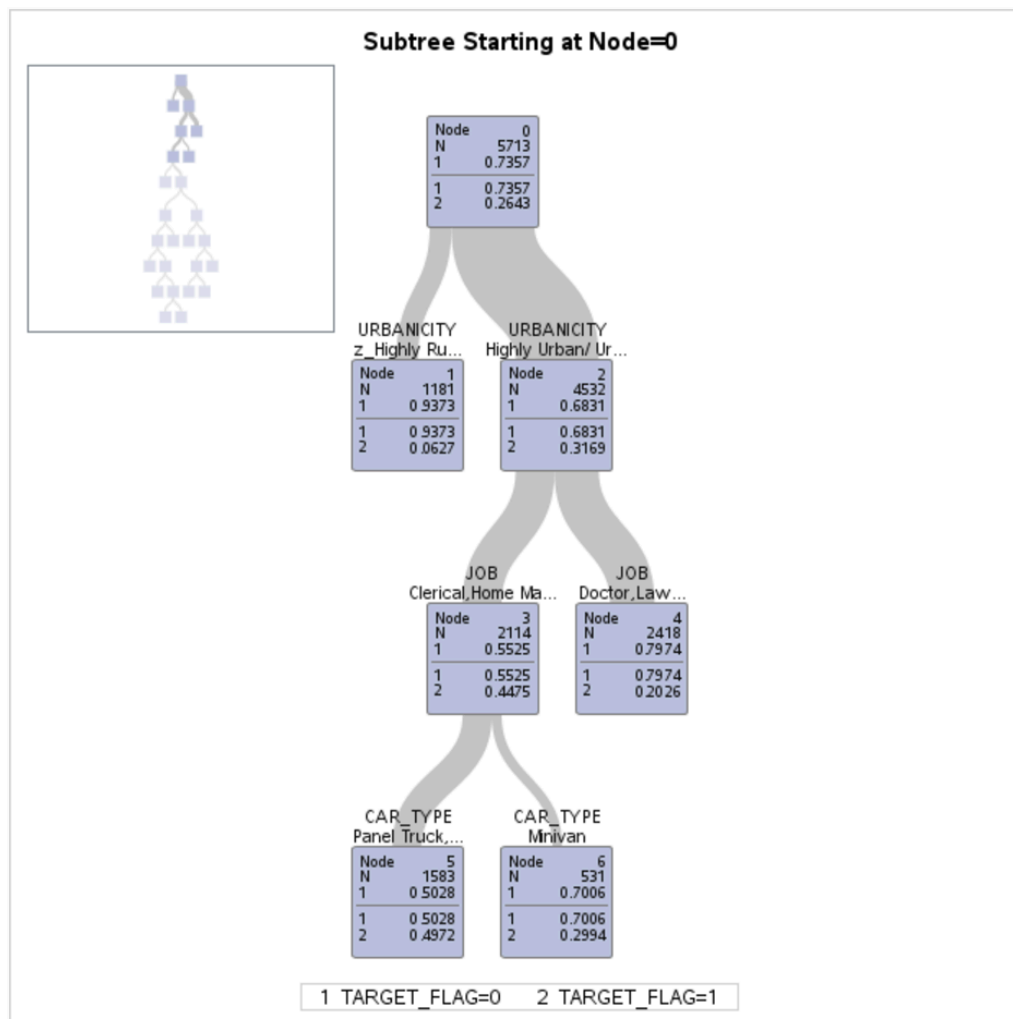 Subtree Starting at Node=0
Node 0
N 5713
1 0.7357
1 0.7357
2 0.2643
URBANICITY
z_Highly Ru...
Node 1
N 1181
1 0.9373
1 0.9373
2 0.0627
URBANICITY
Highly Urban/ Ur...
Node 2
N 4532
1 0.6831
1 0.6831
2 0.3169
JOB
Clerical,Home Ma...
Node 3
N 2114
1 0.5525
1 0.5525
2 0.4475
JOB
Doctor,Law...
Node 4
N 2418
1 0.7974
1 0.7974
2 0.2026
CAR_TYPE
Panel Truck,...
Node 5
N 1583
1 0.5028
1 0.5028
2 0.4972
CAR_TYPE
Minivan
Node 6
N 531
1 0.7006
1 0.7006
2 0.2994
1 TARGET_FLAG=0 2 TARGET_FLAG=1